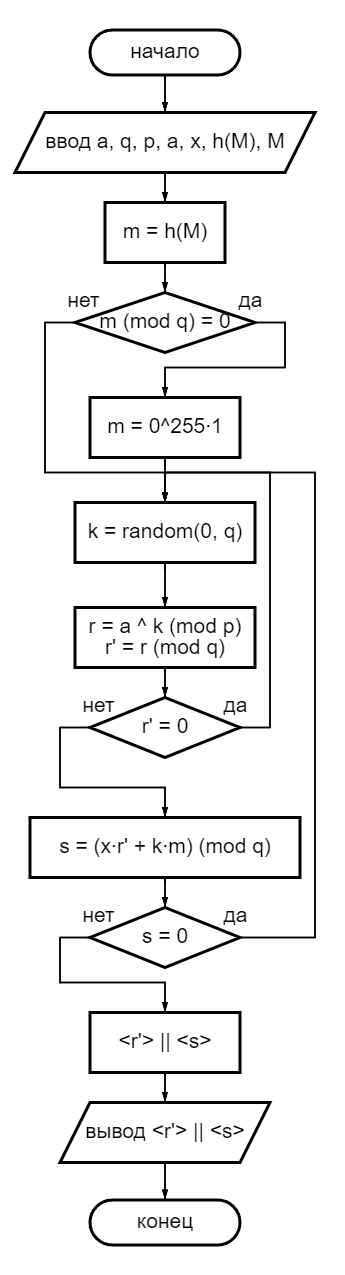 начало
ввод a, q, p, a, x, h(M), M
m = h(M)
нет
да
m (mod q) = 0
m = 0^255·1
k = random(0, q)
r = a ^ k (mod p)
r' = r (mod q)
нет
да
r' = 0
s = (x·r' + k·m) (mod q)
нет
да
s = 0
<r'> || <s>
вывод <r'> || <s>
конец